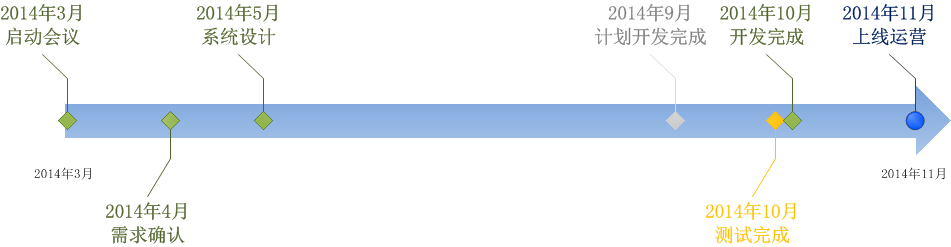 2014年3月
启动会议
2014年5月
系统设计
2014年9月
计划开发完成
2014年10月
开发完成
2014年11月
上线运营
2014年3月
2014年11月
2014年4月
需求确认
2014年10月
测试完成